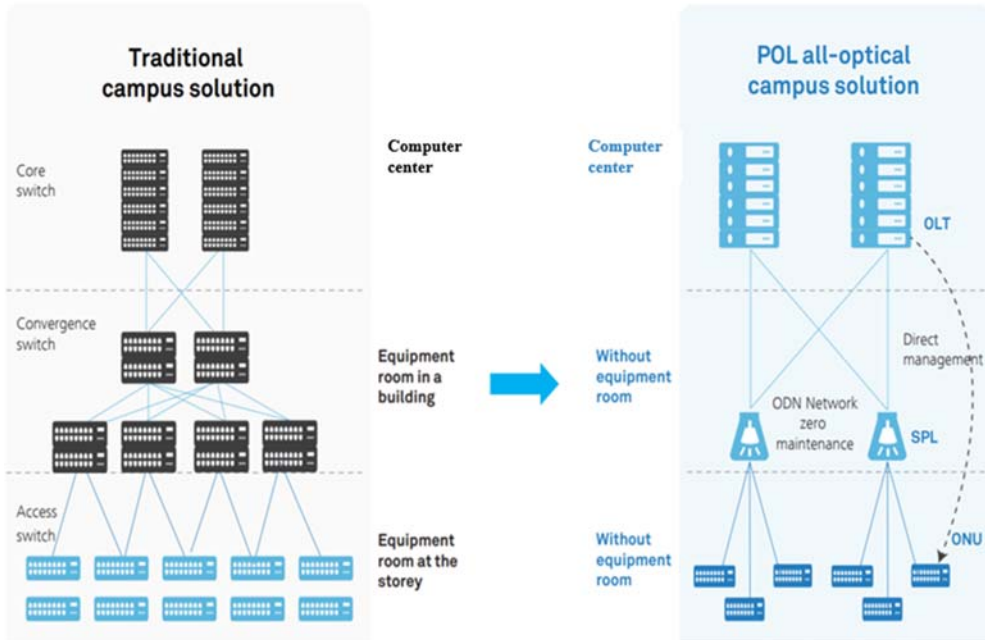 Traditional
campus solution
Core
switch
Convergence
switch
Access
switch
Computer
center
Equipment
room in a
building
Equipment
room at the
storey
Computer
center
Without
equipment
room
Without
equipment
room
POL all-optical
campus solution
OLT
Direct
management
ODN Network
zero
maintenance
SPL
ONU